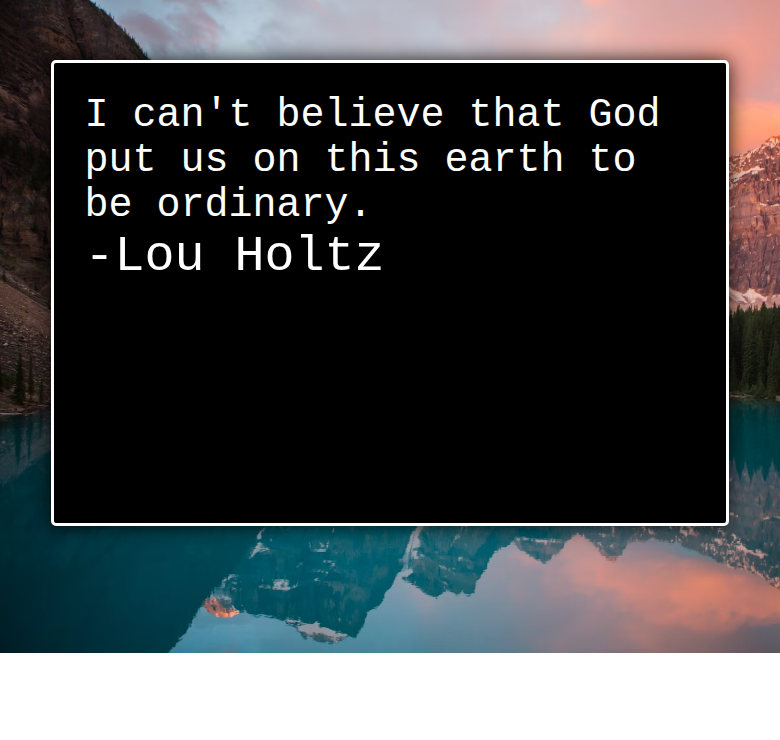 I can't believe that God
put us on this earth to
be ordinary.
-Lou Holtz